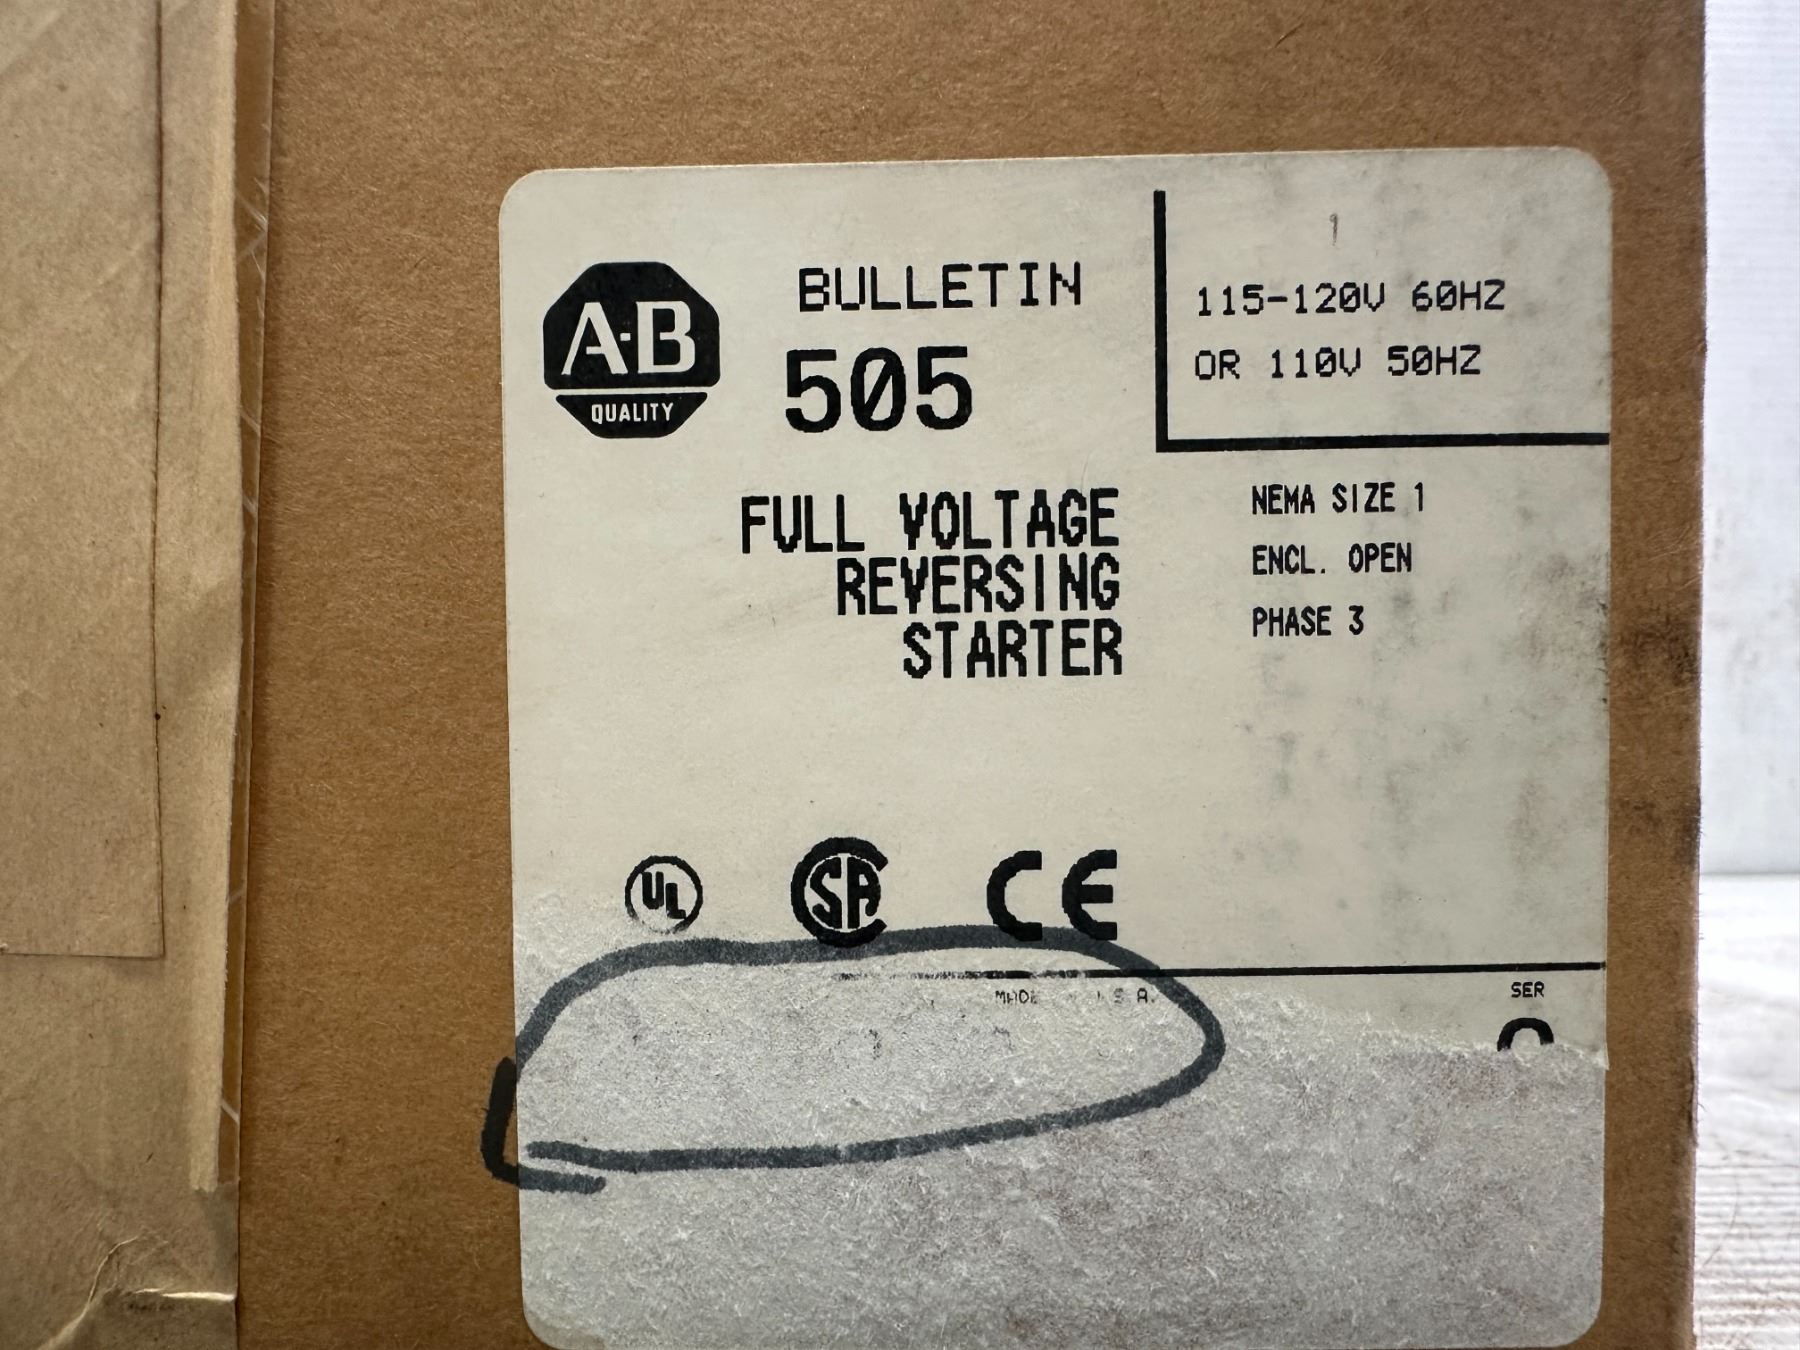 A-B
QUALITY
BULLETIN
505
FULL VOLTAGE
REVERSING
STARTER
115-120V 60HZ
OR 110V 50HZ
NEMA SIZE 1
ENCL. OPEN
PHASE 3
UL
CSA
CE
SER